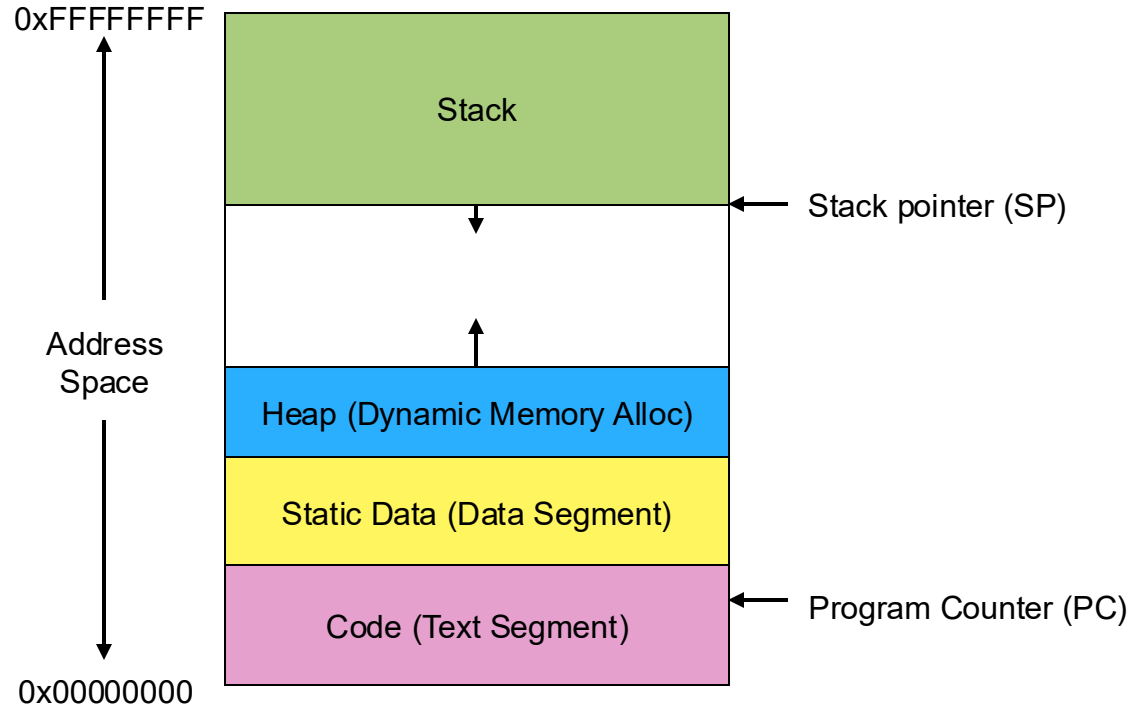 0xFFFFFFFF
Stack
Stack pointer (SP)
Address
Space
Heap (Dynamic Memory Alloc)
Static Data (Data Segment)
Program Counter (PC)
Code (Text Segment)
0x00000000